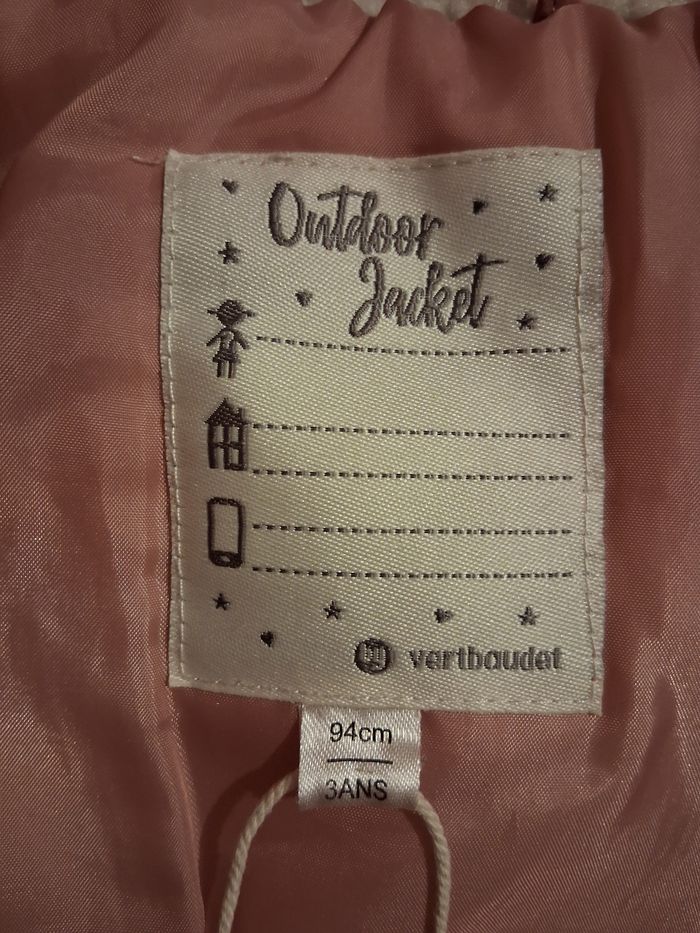 Outdoor
Jacket
vertbaudet
94cm
3ANS